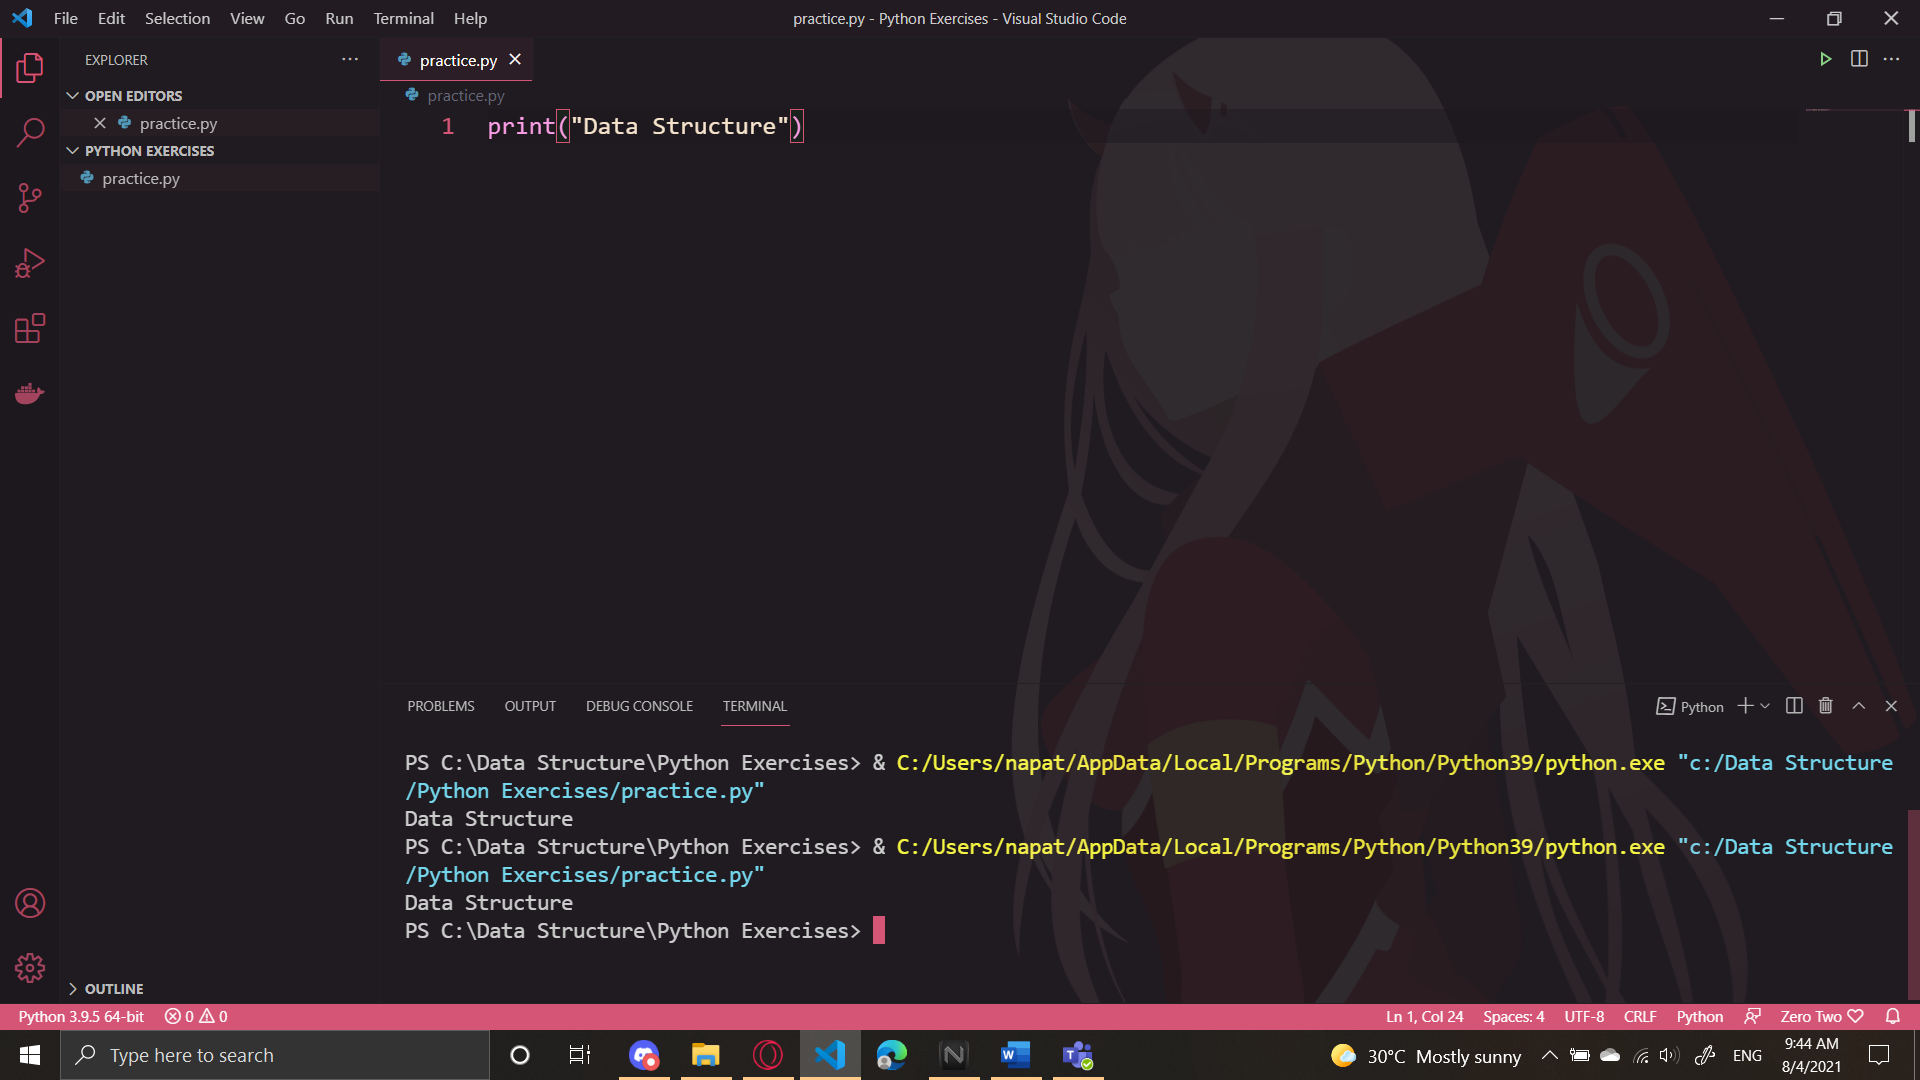 File Edit Selection View Go Run Terminal Help
practice.py - Python Exercises - Visual Studio Code
EXPLORER
OPEN EDITORS
practice.py
PYTHON EXERCISES
practice.py
OUTLINE
practice.py
practice.py
1 print("Data Structure")
PROBLEMS OUTPUT DEBUG CONSOLE TERMINAL
Python
PS C:\Data Structure\Python Exercises> & C:/Users/napat/AppData/Local/Programs/Python/Python39/python.exe "c:/Data Structure
/Python Exercises/practice.py"
Data Structure
PS C:\Data Structure\Python Exercises> & C:/Users/napat/AppData/Local/Programs/Python/Python39/python.exe "c:/Data Structure
/Python Exercises/practice.py"
Data Structure
PS C:\Data Structure\Python Exercises>
Python 3.9.5 64-bit 0 0 Ln 1, Col 24 Spaces: 4 UTF-8 CRLF Python Zero Two
Type here to search
30°C Mostly sunny
ENG
9:44 AM
8/4/2021